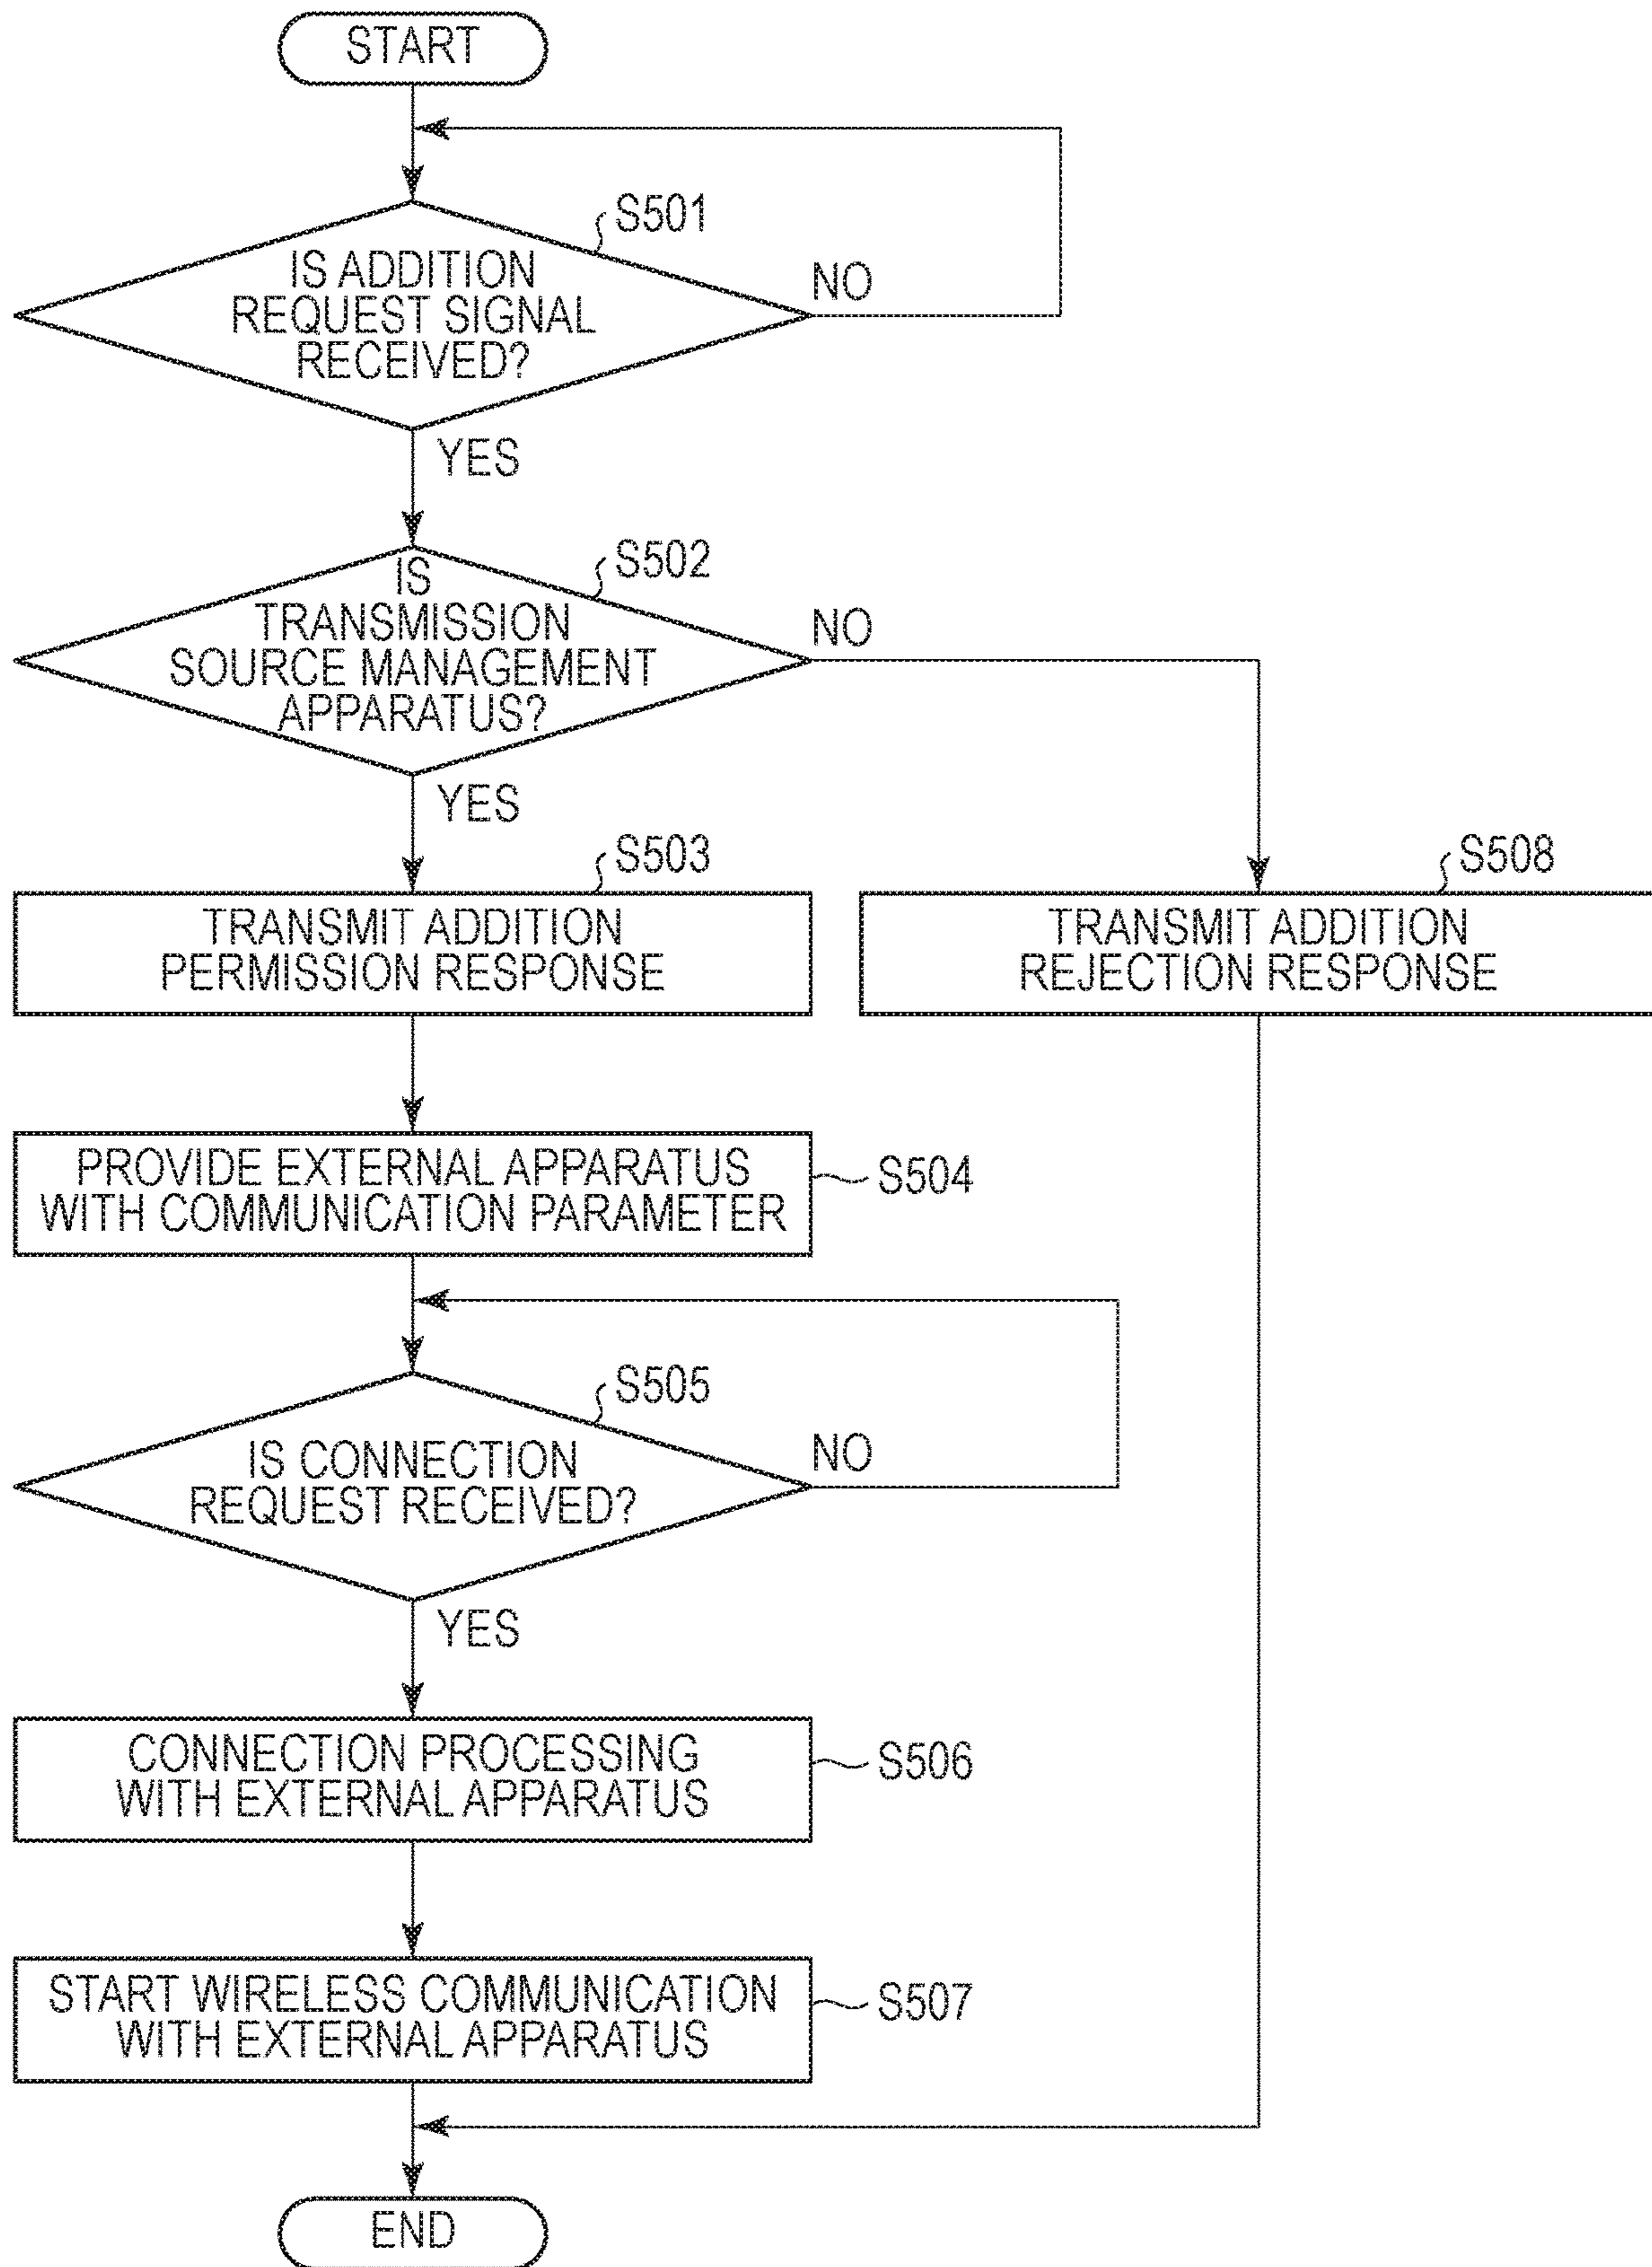 START
S501
IS ADDITION
REQUEST SIGNAL
RECEIVED?
NO
YES
S502
IS
TRANSMISSION
SOURCE MANAGEMENT
APPARATUS?
NO
YES
S503
TRANSMIT ADDITION
PERMISSION RESPONSE
S508
TRANSMIT ADDITION
REJECTION RESPONSE
PROVIDE EXTERNAL APPARATUS
WITH COMMUNICATION PARAMETER
S504
S505
IS CONNECTION
REQUEST RECEIVED?
NO
YES
CONNECTION PROCESSING
WITH EXTERNAL APPARATUS
S506
START WIRELESS COMMUNICATION
WITH EXTERNAL APPARATUS
S507
END